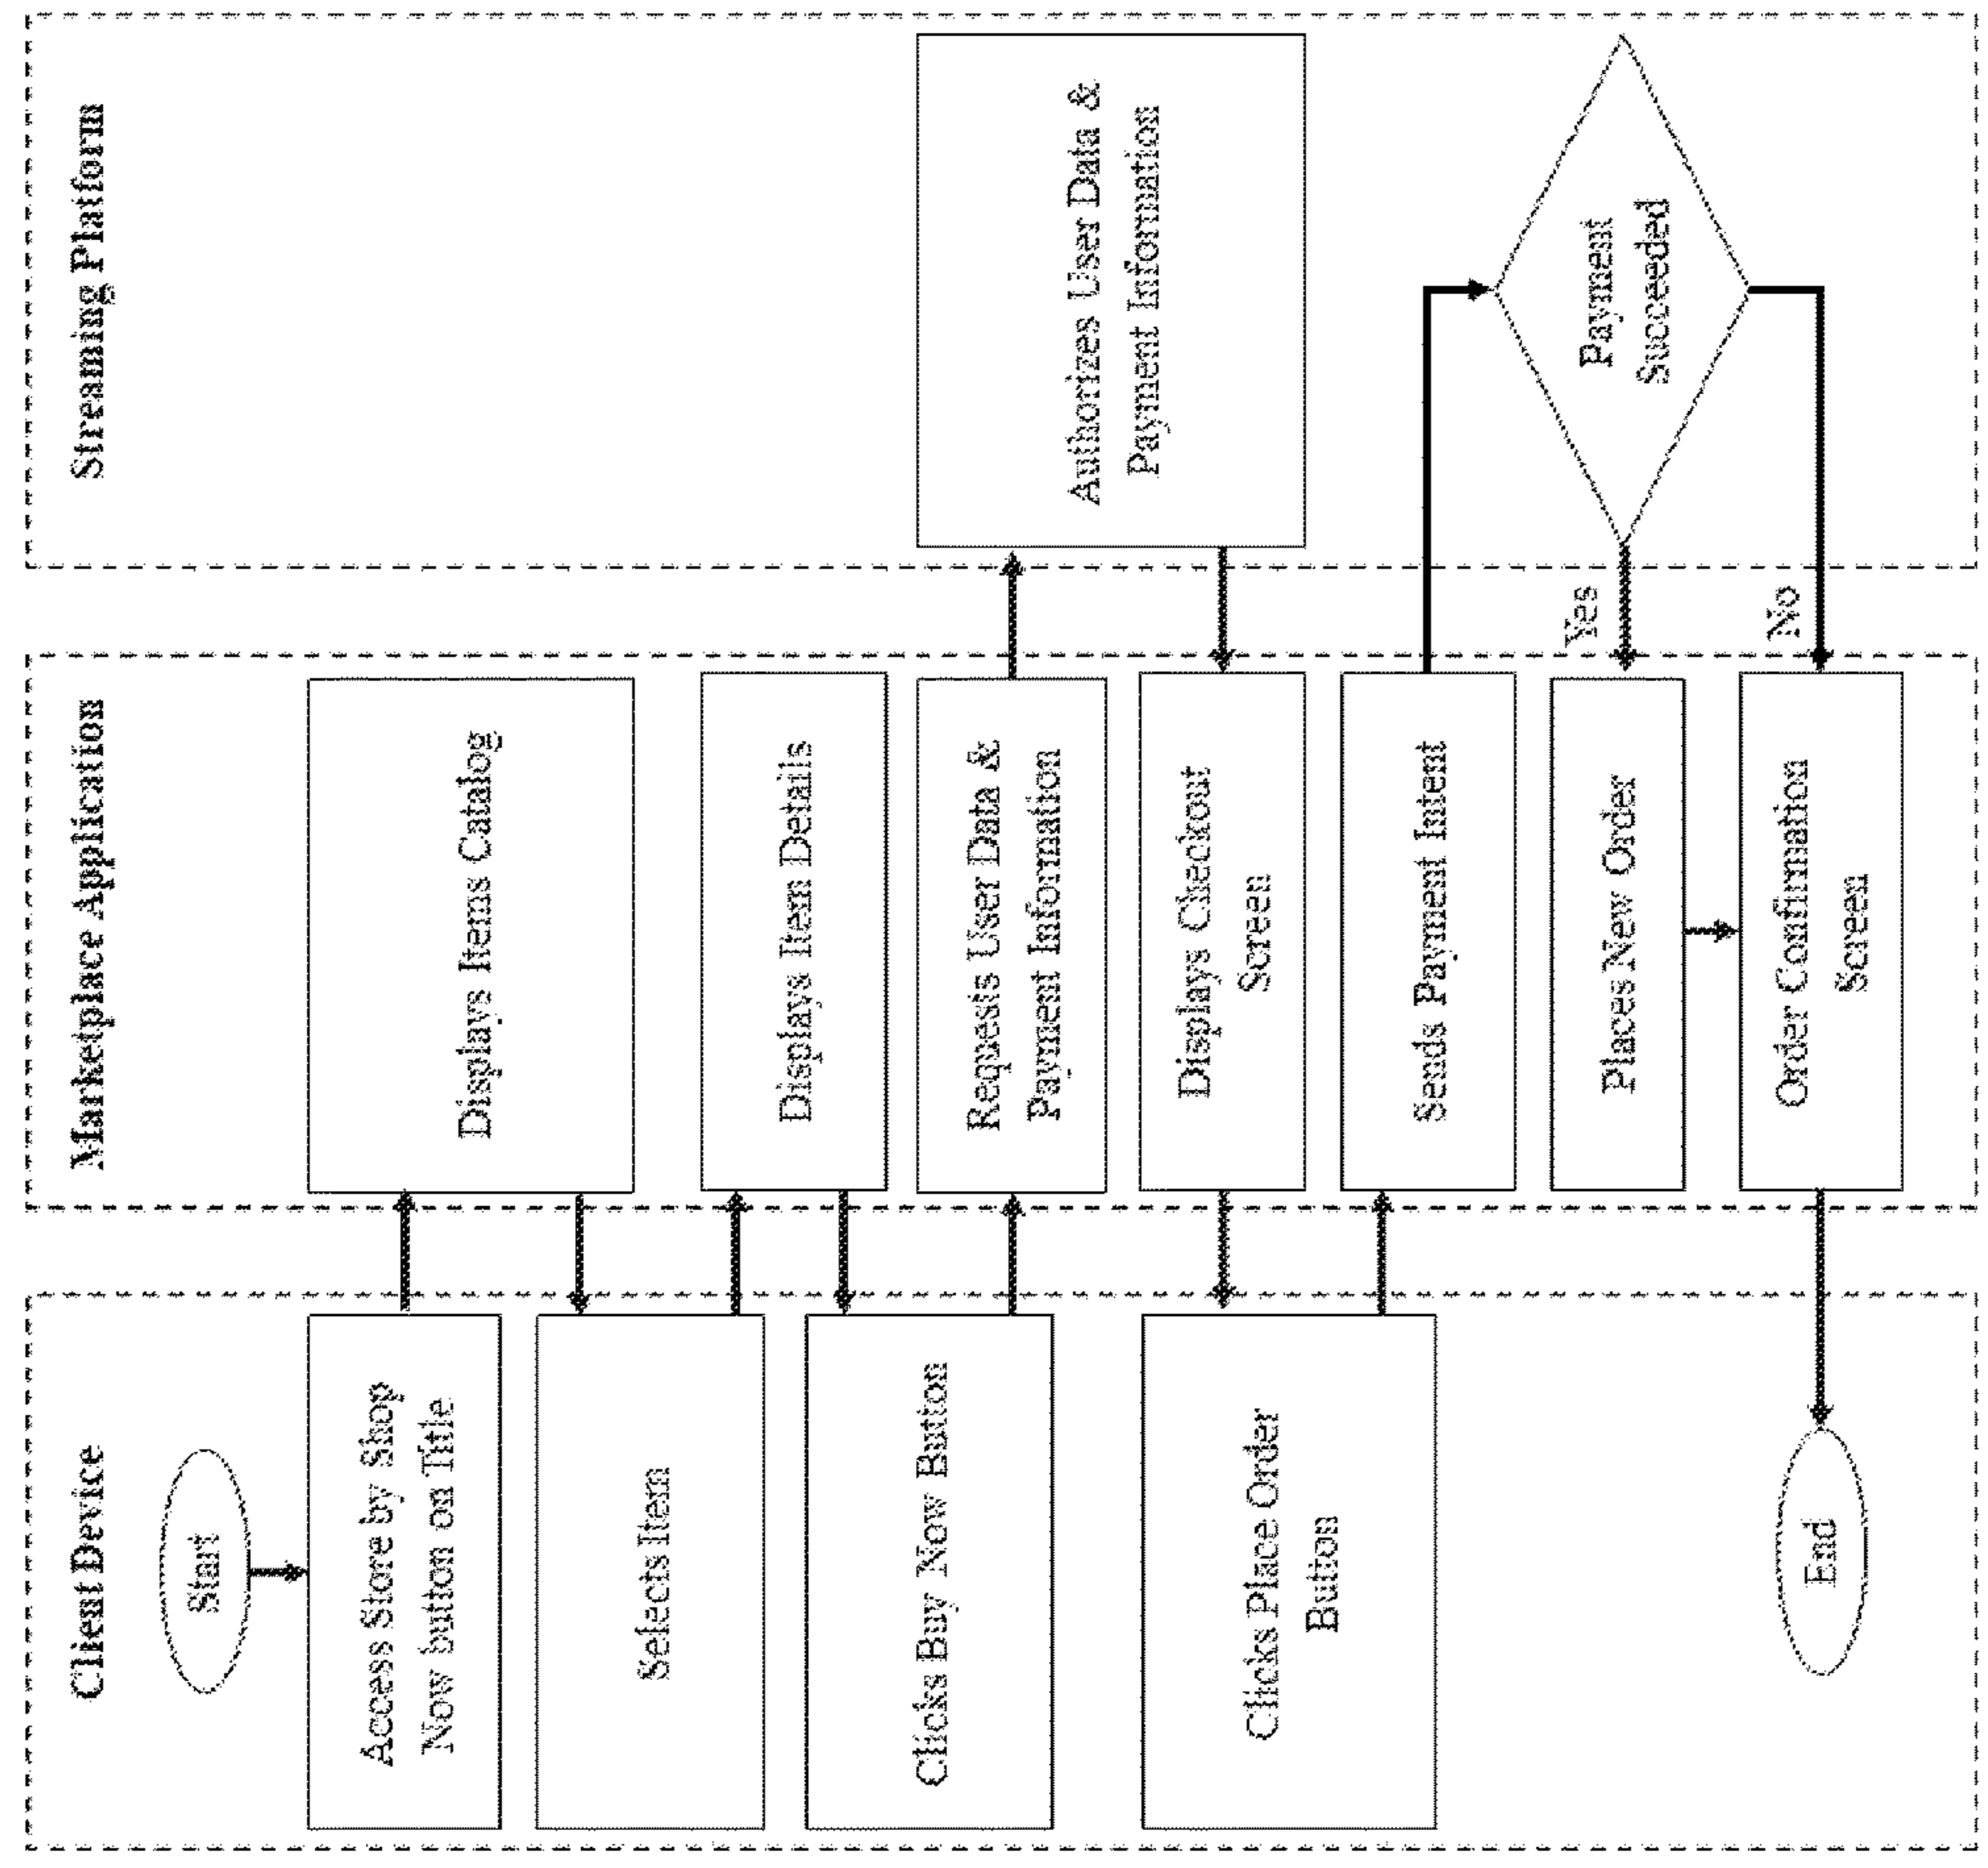 Client Device
Start
Access Store by Shop
Now button on Title
Selects Item
Clicks Buy Now Button
Clicks Place Order
Button
End
Marketplace Application
Displays Items Catalog
Displays Item Details
Requests User Data &
Payment Information
Displays Checkout
Screen
Sends Payment Intent
Places New Order
Order Confirmation
Screen
Streaming Platform
Authorizes User Data &
Payment Information
Payment
Succeeded
Yes
No